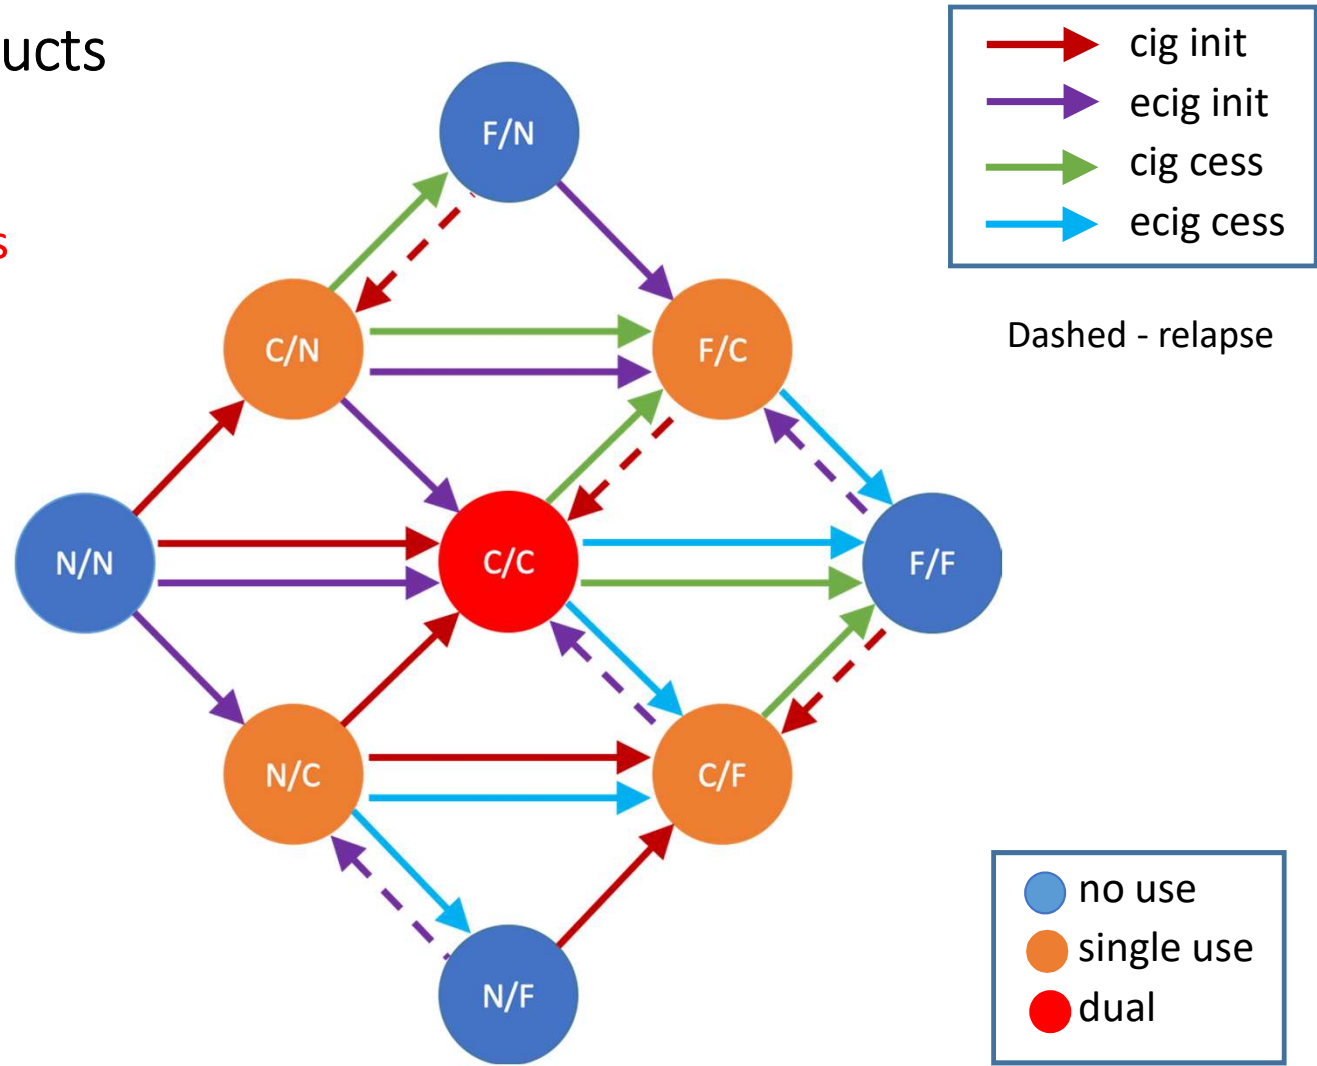 ucts
s
cig init
ecig init
cig cess
ecig cess
Dashed - relapse
F/N
C/N
F/C
N/N
C/C
F/F
N/C
C/F
N/F
no use
single use
dual